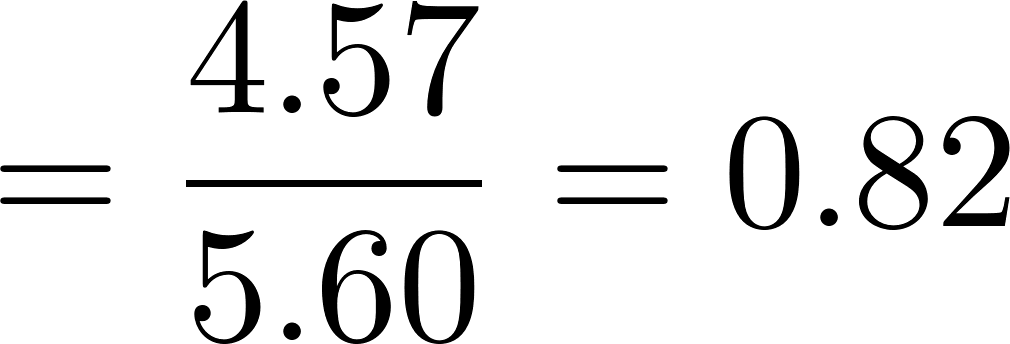 = 4.57 / 5.60 = 0.82